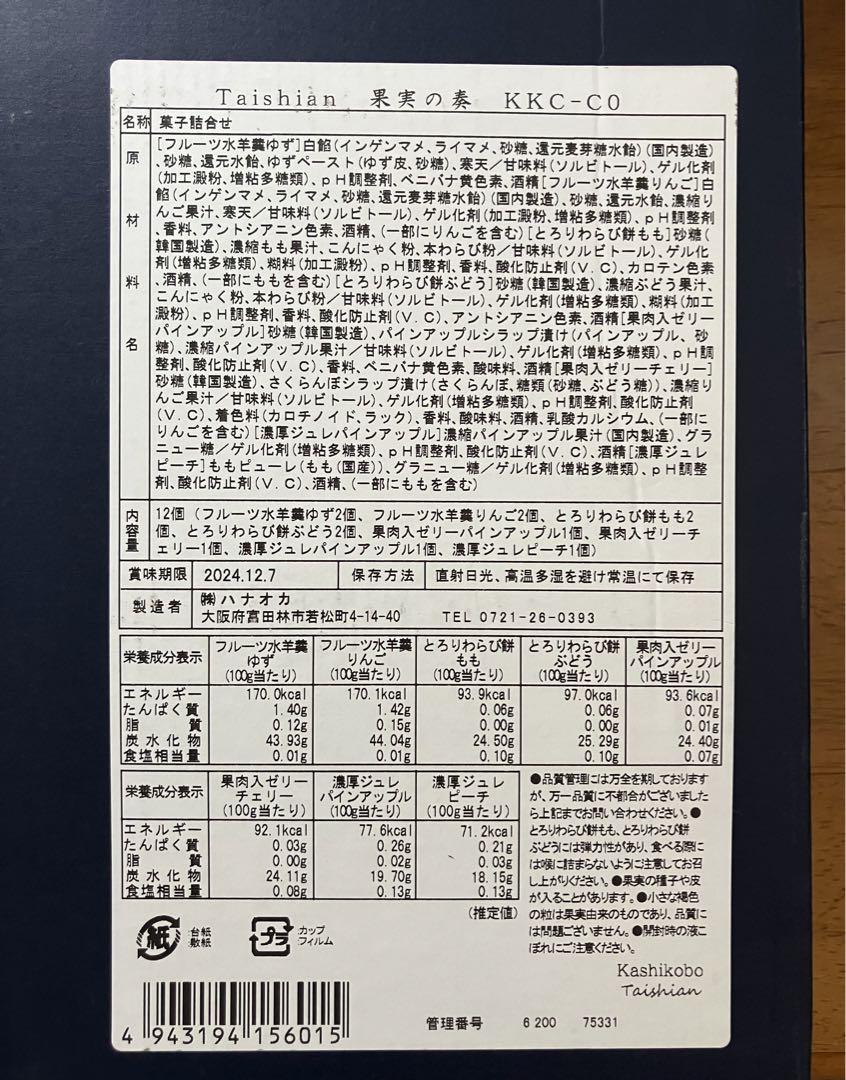 Taishian 果実の奏 KKC-C0
名称 菓子詰合せ
原材料名
[フルーツ水羊羹ゆず]白餡(インゲンマメ、ライマメ、砂糖、還元麦芽糖水飴)(国内製造)
、砂糖、還元水飴、ゆずペースト(ゆず皮、砂糖)、寒天/甘味料(ソルビトール)、ゲル化剤
(加工澱粉、増粘多糖類)、pH調整剤、ベニバナ黄色素、酒精[フルーツ水羊羹りんご]白
餡(インゲンマメ、ライマメ、砂糖、還元麦芽糖水飴)(国内製造)、砂糖、還元水飴、濃縮り
んご果汁、寒天/甘味料(ソルビトール)、ゲル化剤(加工澱粉、増粘多糖類)、pH調整剤
、香料、アントシアニン色素、酒精、(一部にりんごを含む)[とろりわらび餅もも]砂糖(
韓国製造)、濃縮もも果汁、こんにゃく粉、本わらび粉/甘味料(ソルビトール)、ゲル化
剤(増粘多糖類)、糊料(加工澱粉)、pH調整剤、香料、酸化防止剤(V.C)、カロテン色素
、酒精、(一部にももを含む)[とろりわらび餅ぶどう]砂糖(韓国製造)、濃縮ぶどう果汁、
こんにゃく粉、本わらび粉/甘味料(ソルビトール)、ゲル化剤(増粘多糖類)、糊料(加工
澱粉)、pH調整剤、香料、酸化防止剤(V.C)、アントシアニン色素、酒精[果肉入ゼリー
パインアップル]砂糖(韓国製造)、パインアップルシラップ漬け(パインアップル、砂
糖)、濃縮パインアップル果汁/甘味料(ソルビトール)、ゲル化剤(増粘多糖類)、pH調
整剤、酸化防止剤(V.C)、香料、ベニバナ黄色素、酸味料、酒精[果肉入ゼリーチェリー]
砂糖(韓国製造)、さくらんぼシラップ漬け(さくらんぼ、糖類(砂糖、ぶどう糖))、濃縮り
んご果汁/甘味料(ソルビトール)、ゲル化剤(増粘多糖類)、pH調整剤、酸化防止剤
(V.C)、着色料(カロチノイド、ラック)、香料、酸味料、酒精、乳酸カルシウム、(一部に
りんごを含む)[濃厚ジュレパインアップル]濃縮パインアップル果汁(国内製造)、グラ
ニュー糖/ゲル化剤(増粘多糖類)、pH調整剤、酸化防止剤(V.C)、酒精[濃厚ジュレ
ピーチ]ももピューレ(もも(国産))、グラニュー糖/ゲル化剤(増粘多糖類)、pH調整
剤、酸化防止剤(V.C)、酒精、(一部にももを含む)
内容量
12個(フルーツ水羊羹ゆず2個、フルーツ水羊羹りんご2個、とろりわらび餅もも2
個、とろりわらび餅ぶどう2個、果肉入ゼリーパインアップル1個、果肉入ゼリーチ
ェリー1個、濃厚ジュレパインアップル1個、濃厚ジュレピーチ1個)
賞味期限 2024.12.7 保存方法 直射日光、高温多湿を避け常温にて保存
製造者 ㈱ハナオカ
大阪府富田林市若松町4-14-40 TEL 0721-26-0393
栄養成分表示 フルーツ水羊羹ゆず(100g当たり) フルーツ水羊羹りんご(100g当たり) とろりわらび餅もも(100g当たり) とろりわらび餅ぶどう(100g当たり) 果肉入ゼリーパインアップル(100g当たり)
エネルギー 170.0kcal 170.1kcal 93.9kcal 97.0kcal 93.6kcal
たんぱく質 1.40g 1.42g 0.06g 0.06g 0.07g
脂質 0.12g 0.15g 0.00g 0.00g 0.01g
炭水化物 43.93g 44.04g 24.50g 25.29g 24.40g
食塩相当量 0.01g 0.01g 0.10g 0.10g 0.07g
栄養成分表示 果肉入ゼリーチェリー(100g当たり) 濃厚ジュレパインアップル(100g当たり) 濃厚ジュレピーチ(100g当たり)
エネルギー 92.1kcal 77.6kcal 71.2kcal
たんぱく質 0.03g 0.26g 0.21g
脂質 0.00g 0.02g 0.03g
炭水化物 24.11g 19.70g 18.15g
食塩相当量 0.08g 0.13g 0.13g
(推定値)
●品質管理には万全を期しております
が、万一品質に不都合がございました
ら上記までお問い合わせください。●
とろりわらび餅もも、とろりわらび餅
ぶどうには弾力性があり、食べる際に
は喉に詰まらないように注意してお召
し上がりください。●果実の種子や皮
が入ることがあります。●小さな褐色
の粒は果実由来のものであり、品質に
は問題ございません。●開封時の液こ
ぼれにご注意ください。
紙 台紙
敷紙
プラ カップ
フィルム
Kashikobo
Taishian
4 943194 156015
管理番号 6 200 75331